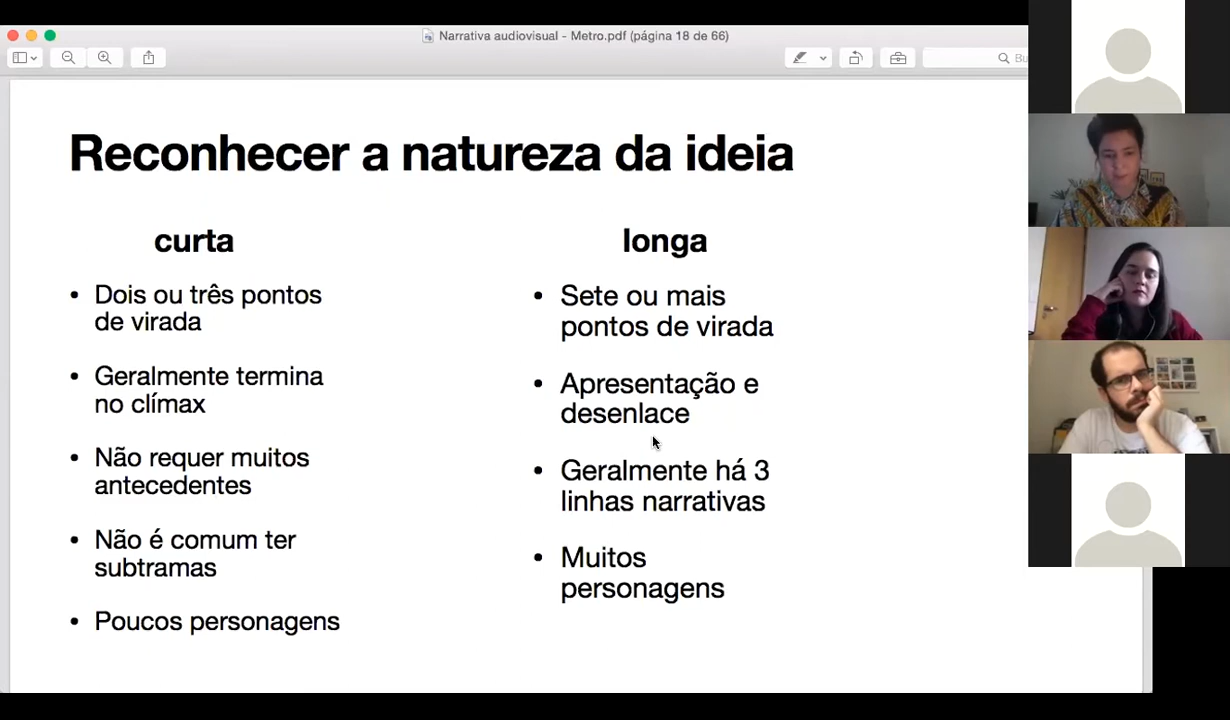 Narrativa audiovisual - Metro.pdf (página 18 de 66)
Bu
Reconhecer a natureza da ideia
curta
• Dois ou três pontos
de virada
• Geralmente termina
no clímax
• Não requer muitos
antecedentes
• Não é comum ter
subtramas
• Poucos personagens
longa
• Sete ou mais
pontos de virada
• Apresentação e
desenlace
• Geralmente há 3
linhas narrativas
• Muitos
personagens